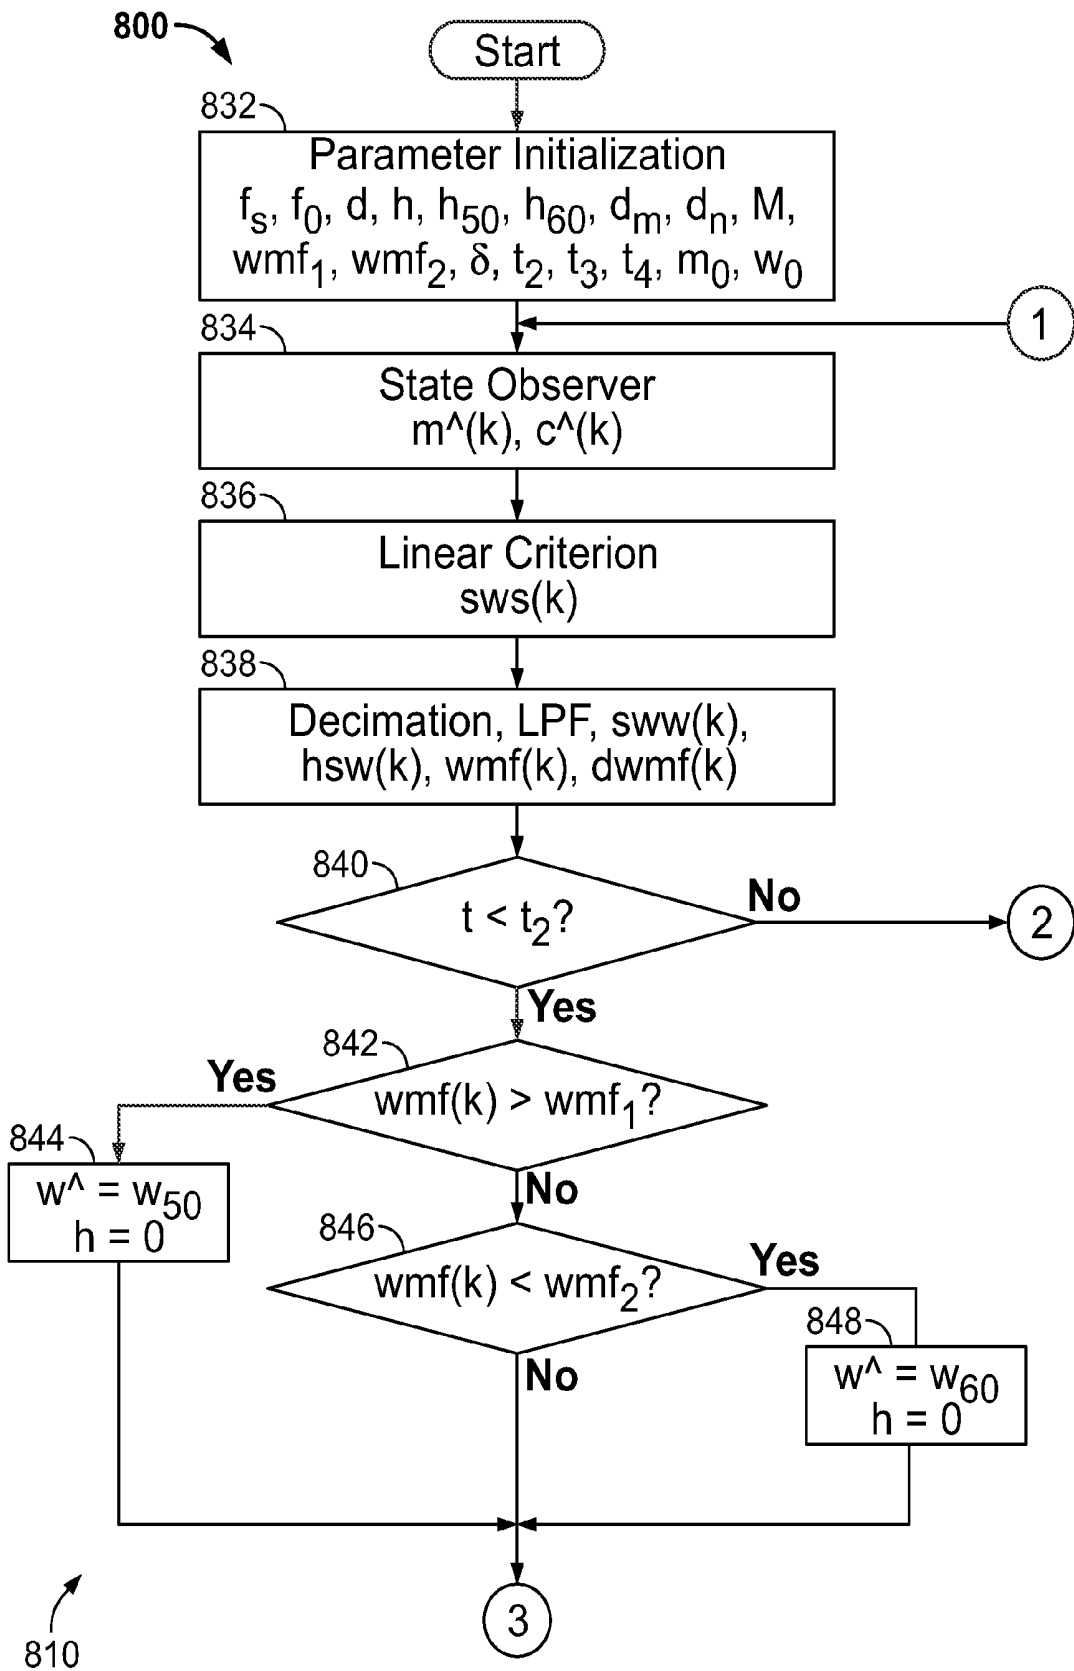 800
Start
832
Parameter Initialization
fs, f0, d, h, h50, h60, dm, dn, M,
wmf1, wmf2, δ, t2, t3, t4, m0, w0
1
834
State Observer
m^(k), c^(k)
836
Linear Criterion
sws(k)
838
Decimation, LPF, sww(k),
hsw(k), wmf(k), dwmf(k)
840
t < t2?
No
2
Yes
842
wmf(k) > wmf1?
Yes
844
w^ = w50
h = 0
No
846
wmf(k) < wmf2?
Yes
848
w^ = w60
h = 0
No
3
810